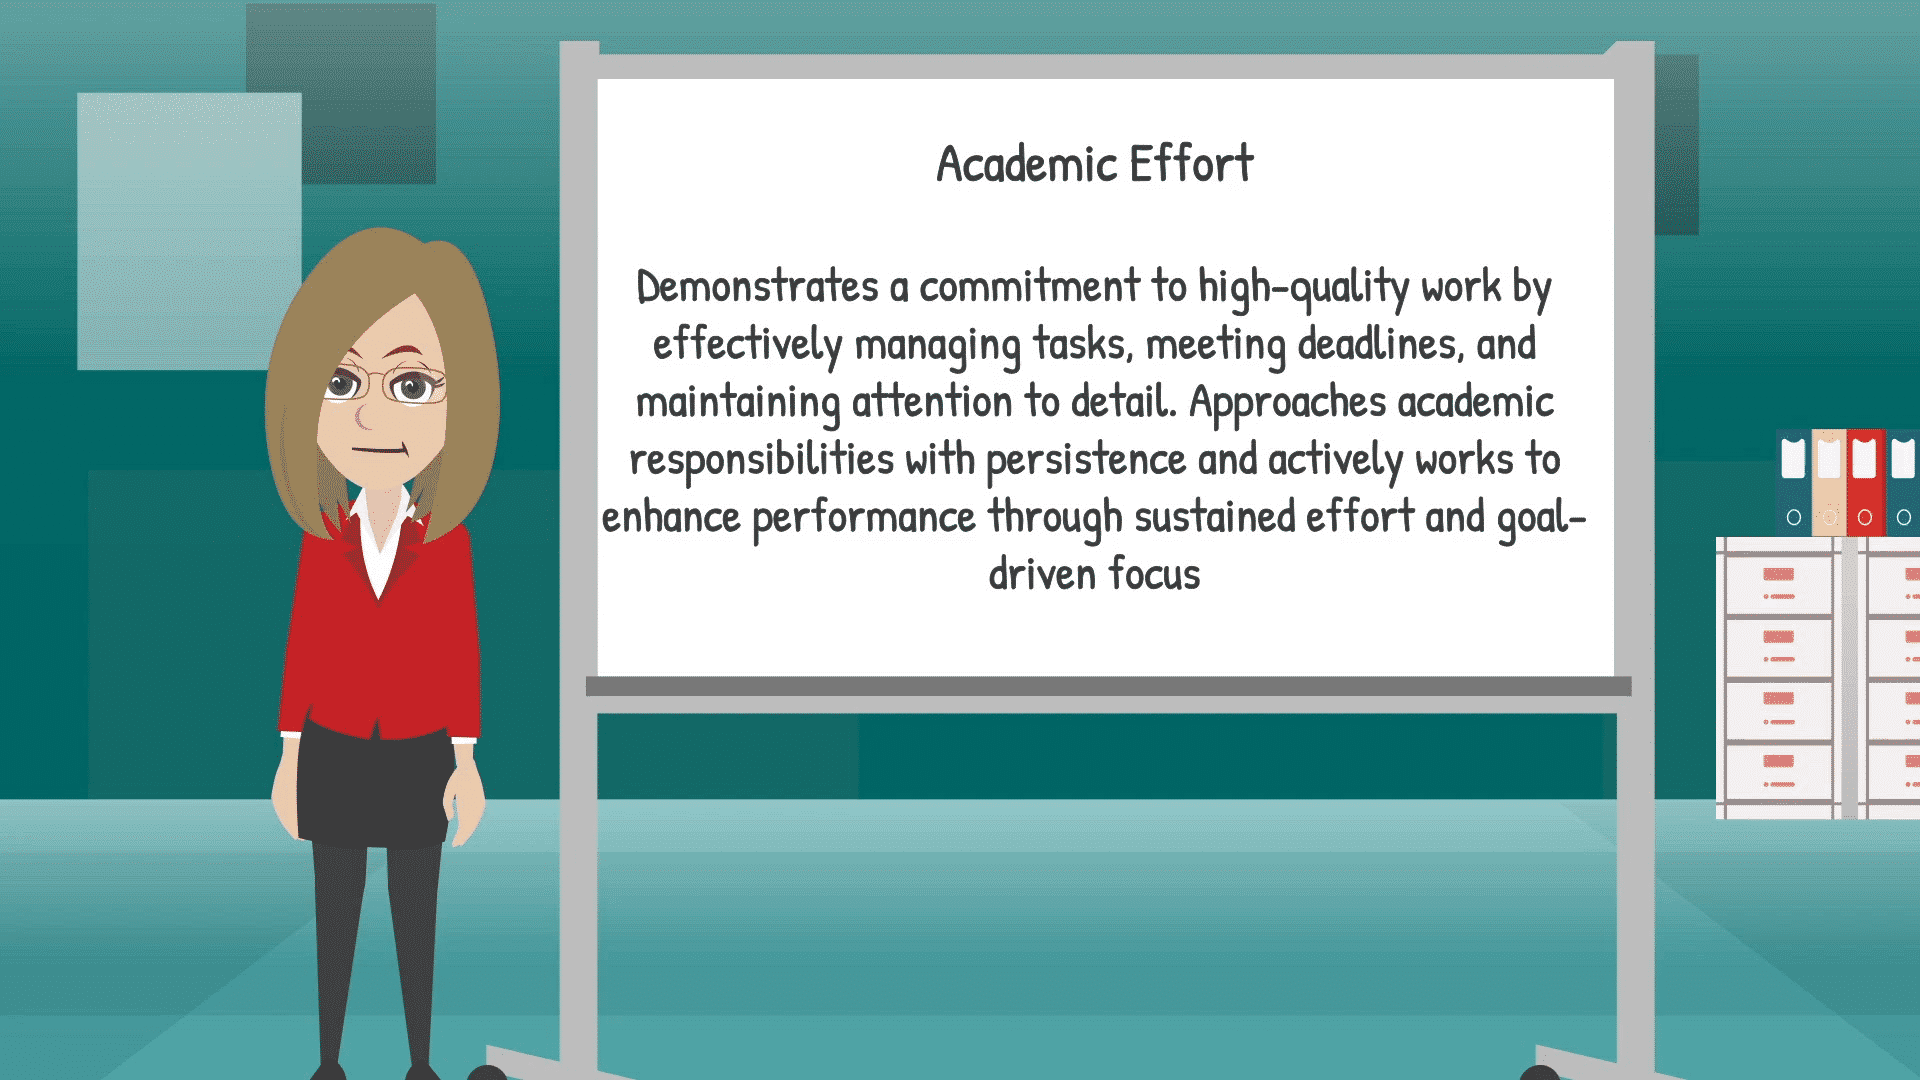 Academic Effort
Demonstrates a commitment to high-quality work by
effectively managing tasks, meeting deadlines, and
maintaining attention to detail. Approaches academic
responsibilities with persistence and actively works to
enhance performance through sustained effort and goal-
driven focus